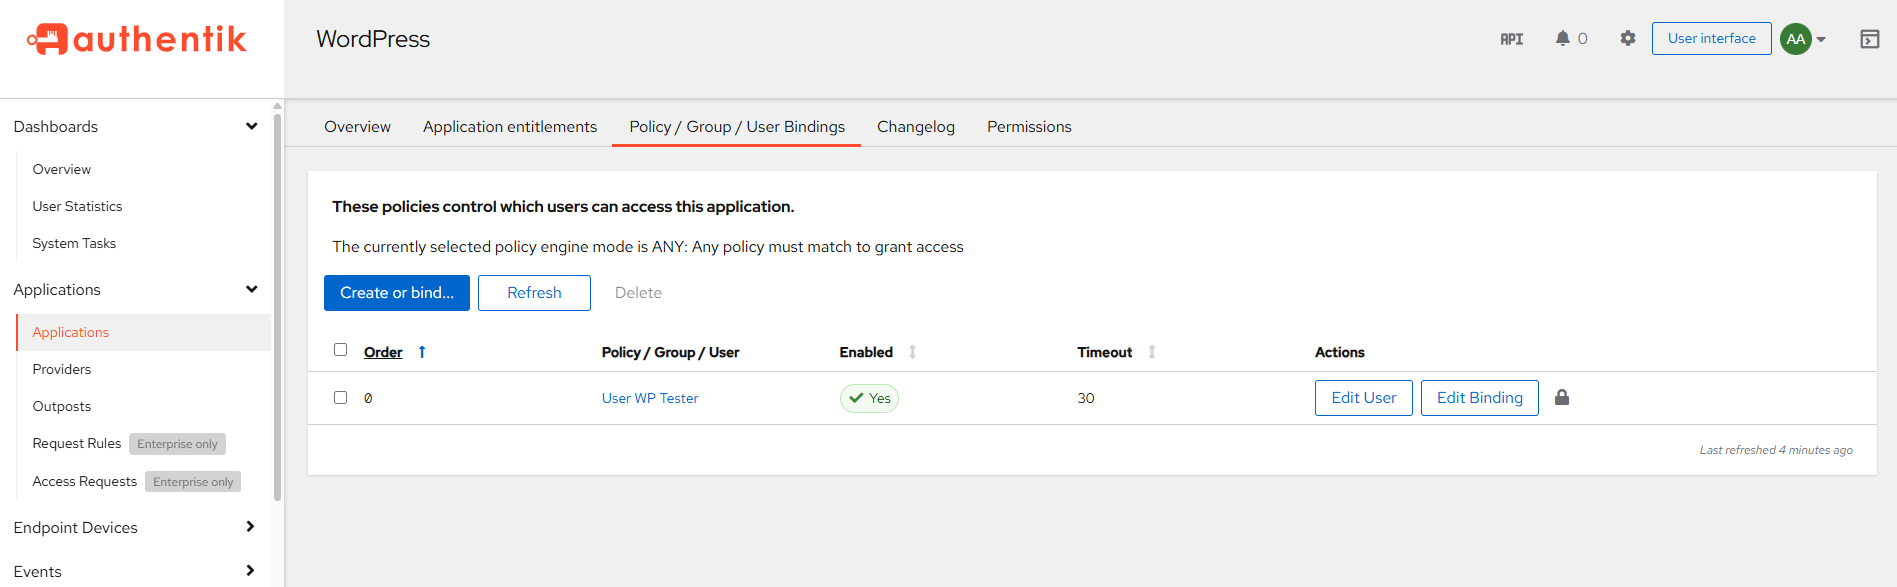 authentik
WordPress
API
0
User interface
AA
Dashboards
Overview
User Statistics
System Tasks
Applications
Applications
Providers
Outposts
Request Rules Enterprise only
Access Requests Enterprise only
Endpoint Devices
Events
Overview Application entitlements Policy / Group / User Bindings Changelog Permissions
These policies control which users can access this application.
The currently selected policy engine mode is ANY: Any policy must match to grant access
Create or bind... Refresh Delete
Order Policy / Group / User Enabled Timeout Actions
0 User WP Tester Yes 30 Edit User Edit Binding
Last refreshed 4 minutes ago